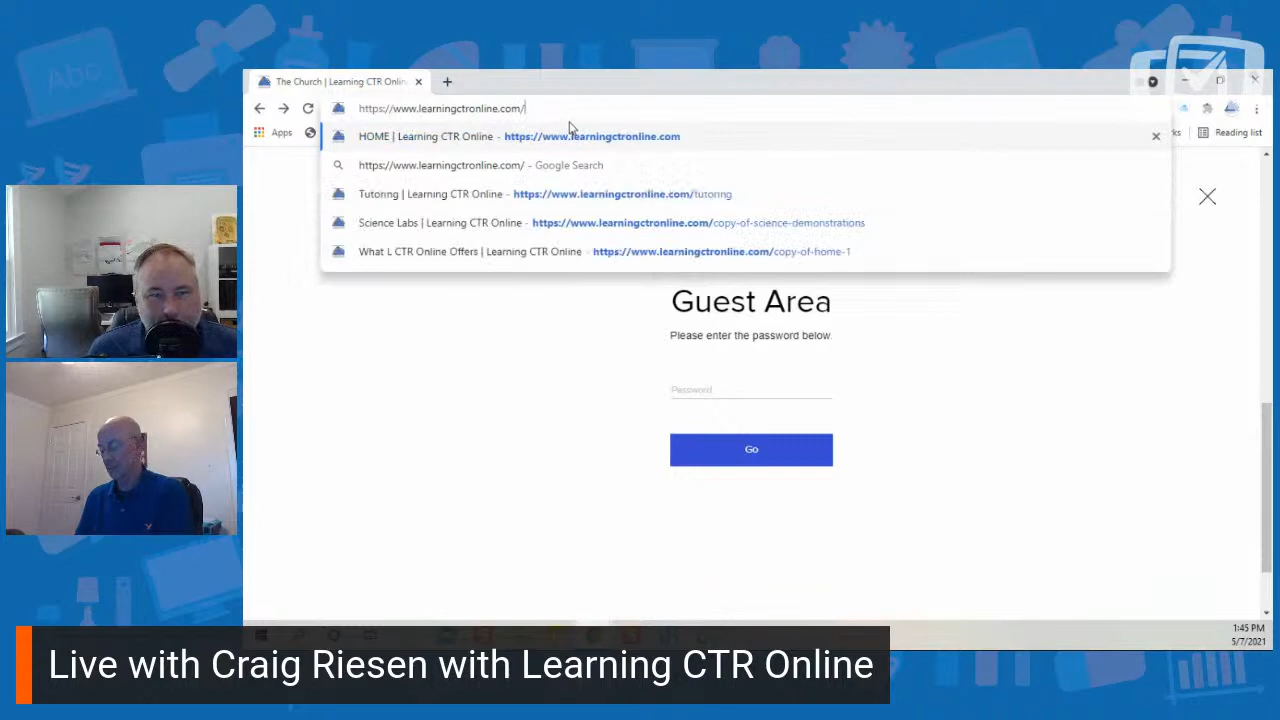 Abc
The Church | Learning CTR Onlin
https://www.learningctronline.com/
Apps
HOME | Learning CTR Online - https://www.learningctronline.com
Reading list
https://www.learningctronline.com/ - Google Search
Tutoring | Learning CTR Online - https://www.learningctronline.com/tutoring
Science Labs | Learning CTR Online - https://www.learningctronline.com/copy-of-science-demonstrations
What L CTR Online Offers | Learning CTR Online - https://www.learningctronline.com/copy-of-home-1
Guest Area
Please enter the password below.
Password
Go
1:45 PM
5/7/2021
Live with Craig Riesen with Learning CTR Online